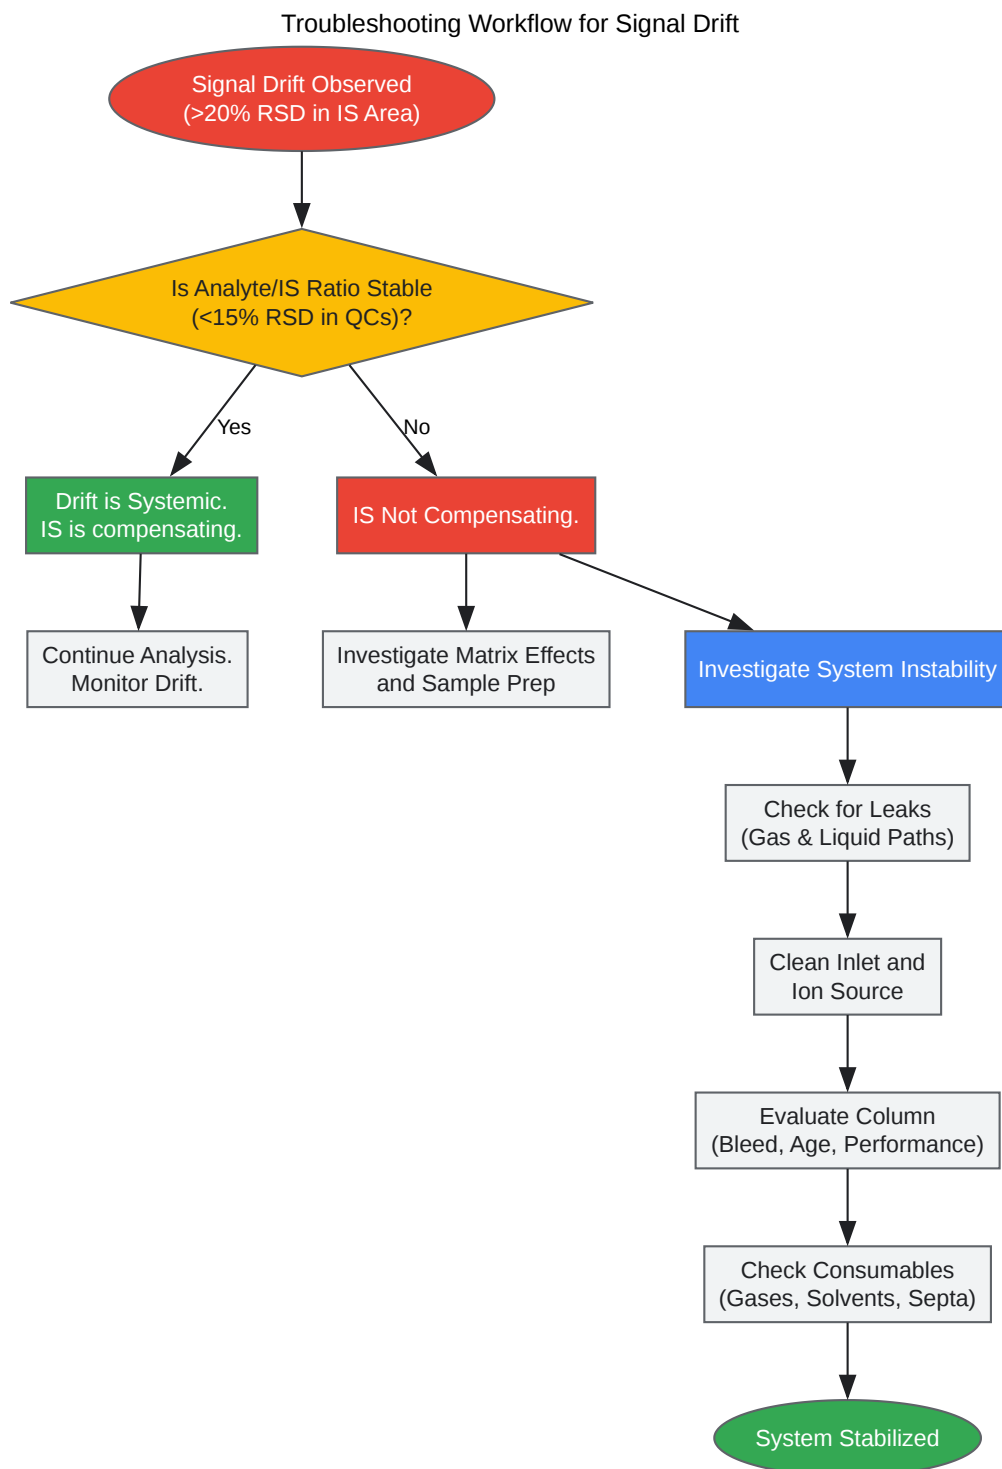 Troubleshooting Workflow for Signal Drift
Signal Drift Observed
(>20% RSD in IS Area)
Is Analyte/IS Ratio Stable
(<15% RSD in QCs)?
Yes
No
Drift is Systemic.
IS is compensating.
IS Not Compensating.
Continue Analysis.
Monitor Drift.
Investigate Matrix Effects
and Sample Prep
Investigate System Instability
Check for Leaks
(Gas & Liquid Paths)
Clean Inlet and
Ion Source
Evaluate Column
(Bleed, Age, Performance)
Check Consumables
(Gases, Solvents, Septa)
System Stabilized